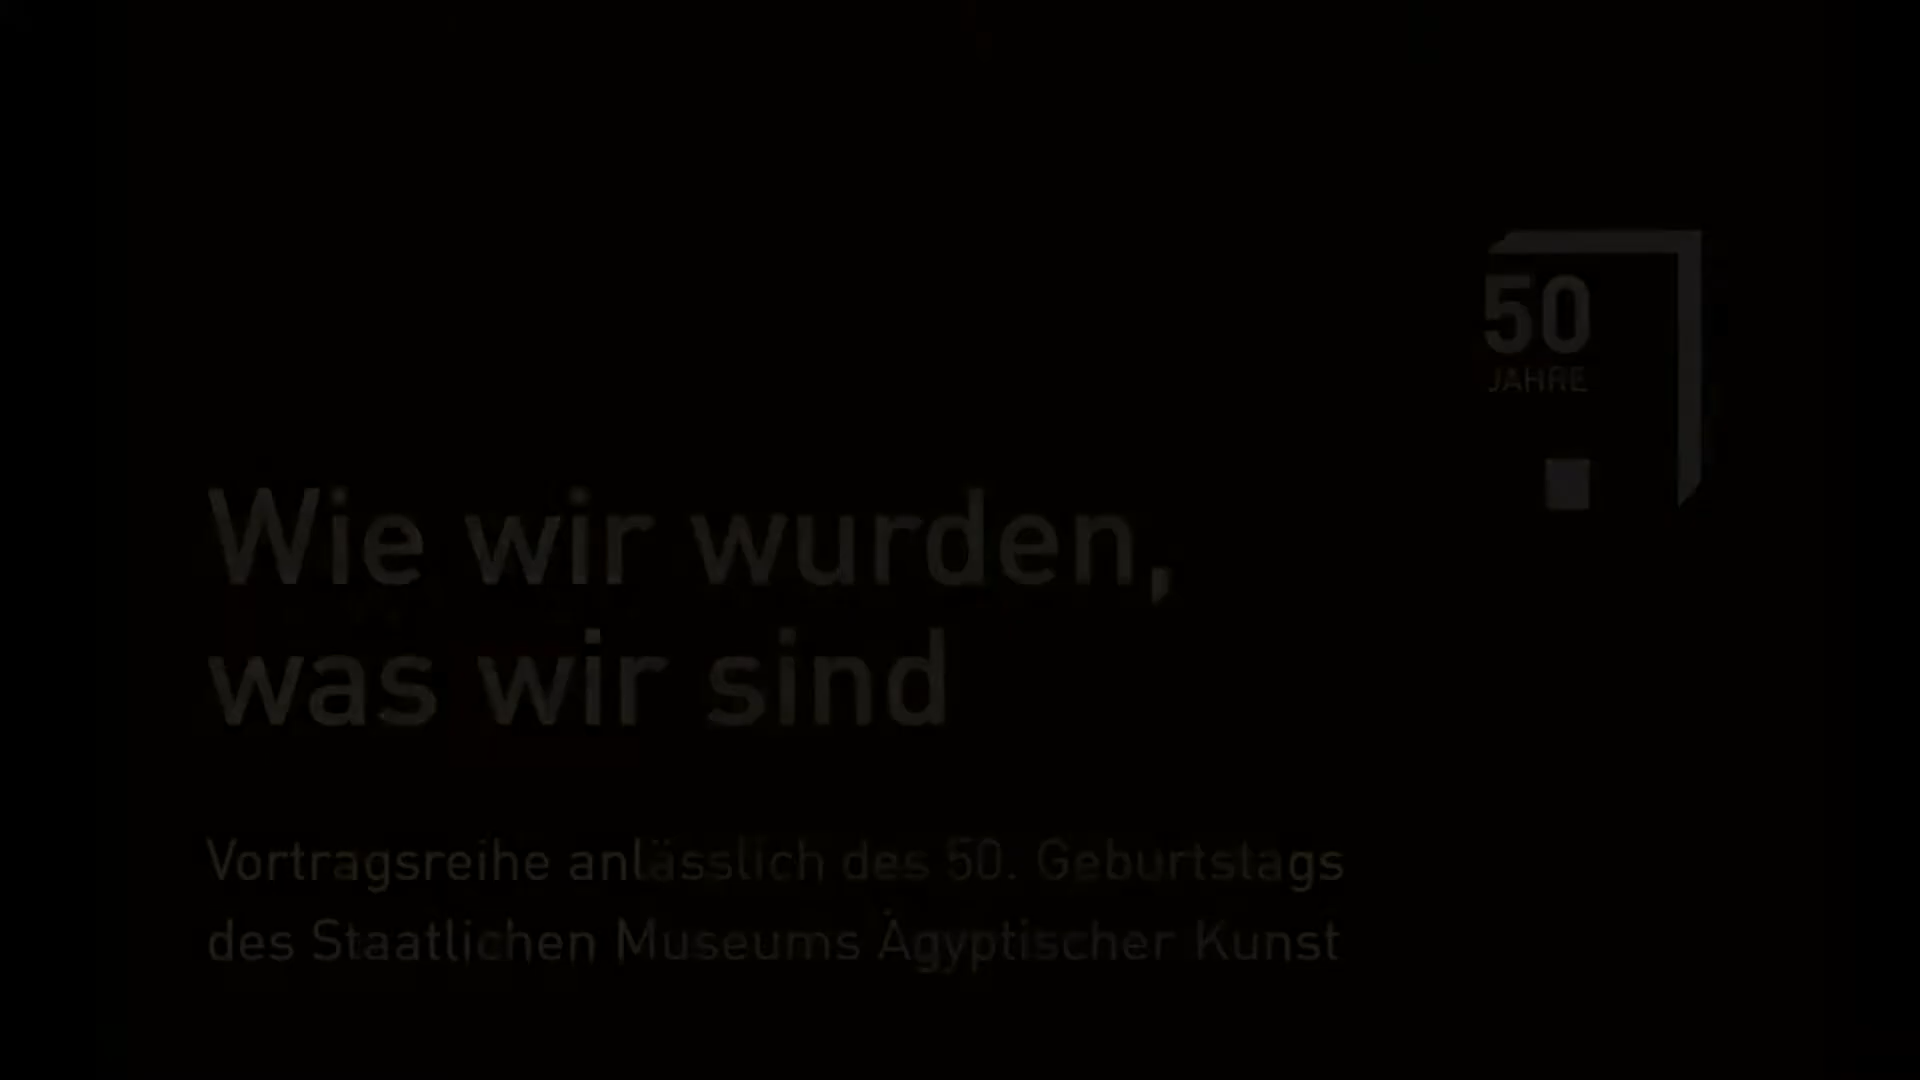 50
JAHRE
Wie wir wurden,
was wir sind
Vortragsreihe anlässlich des 50. Geburtstags
des Staatlichen Museums Ägyptischer Kunst